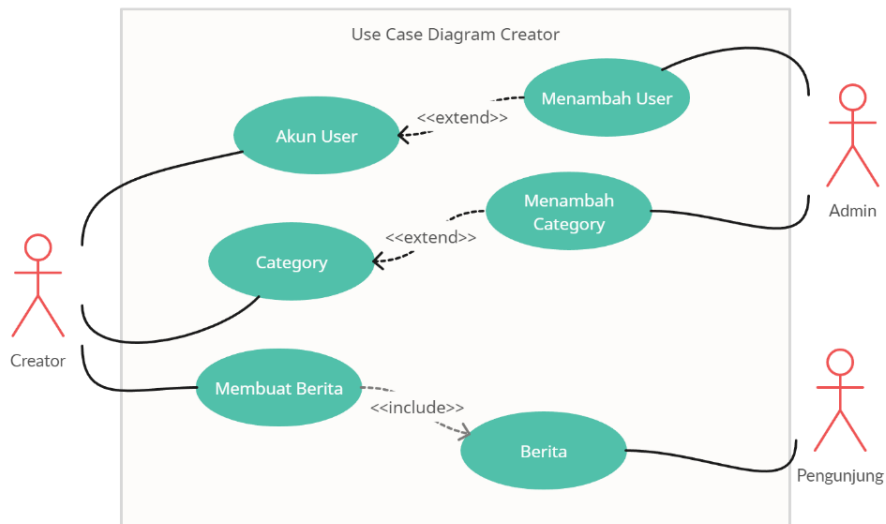 Use Case Diagram Creator
Menambah User
<<extend>>
Akun User
Admin
Menambah
Category
<<extend>>
Category
Creator
Membuat Berita
<<include>>
Berita
Pengunjung